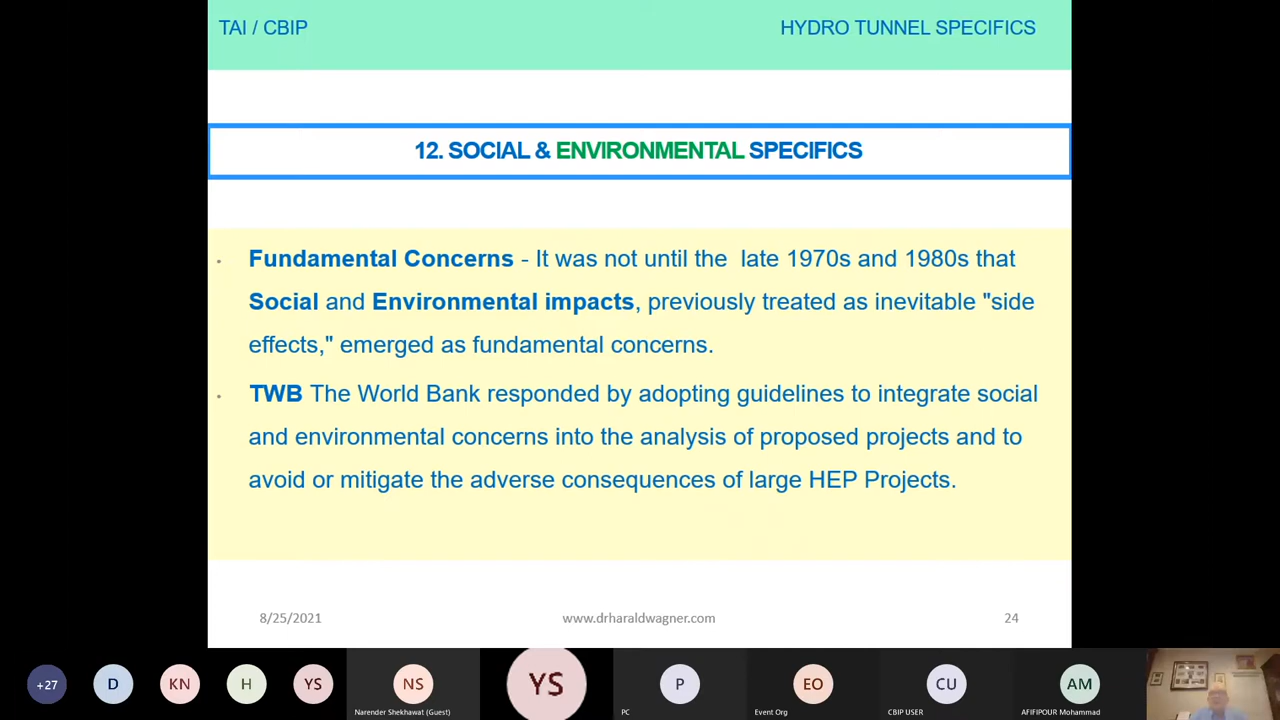 TAI / CBIP HYDRO TUNNEL SPECIFICS
12. SOCIAL & ENVIRONMENTAL SPECIFICS
Fundamental Concerns - It was not until the late 1970s and 1980s that
Social and Environmental impacts, previously treated as inevitable "side
effects," emerged as fundamental concerns.
TWB The World Bank responded by adopting guidelines to integrate social
and environmental concerns into the analysis of proposed projects and to
avoid or mitigate the adverse consequences of large HEP Projects.
8/25/2021 www.drharaldwagner.com 24
+27 D KN H YS NS YS P EO CU AM
Narender Shekhawat (Guest) PC Event Org CBIP USER AFIFIPOUR Mohammad